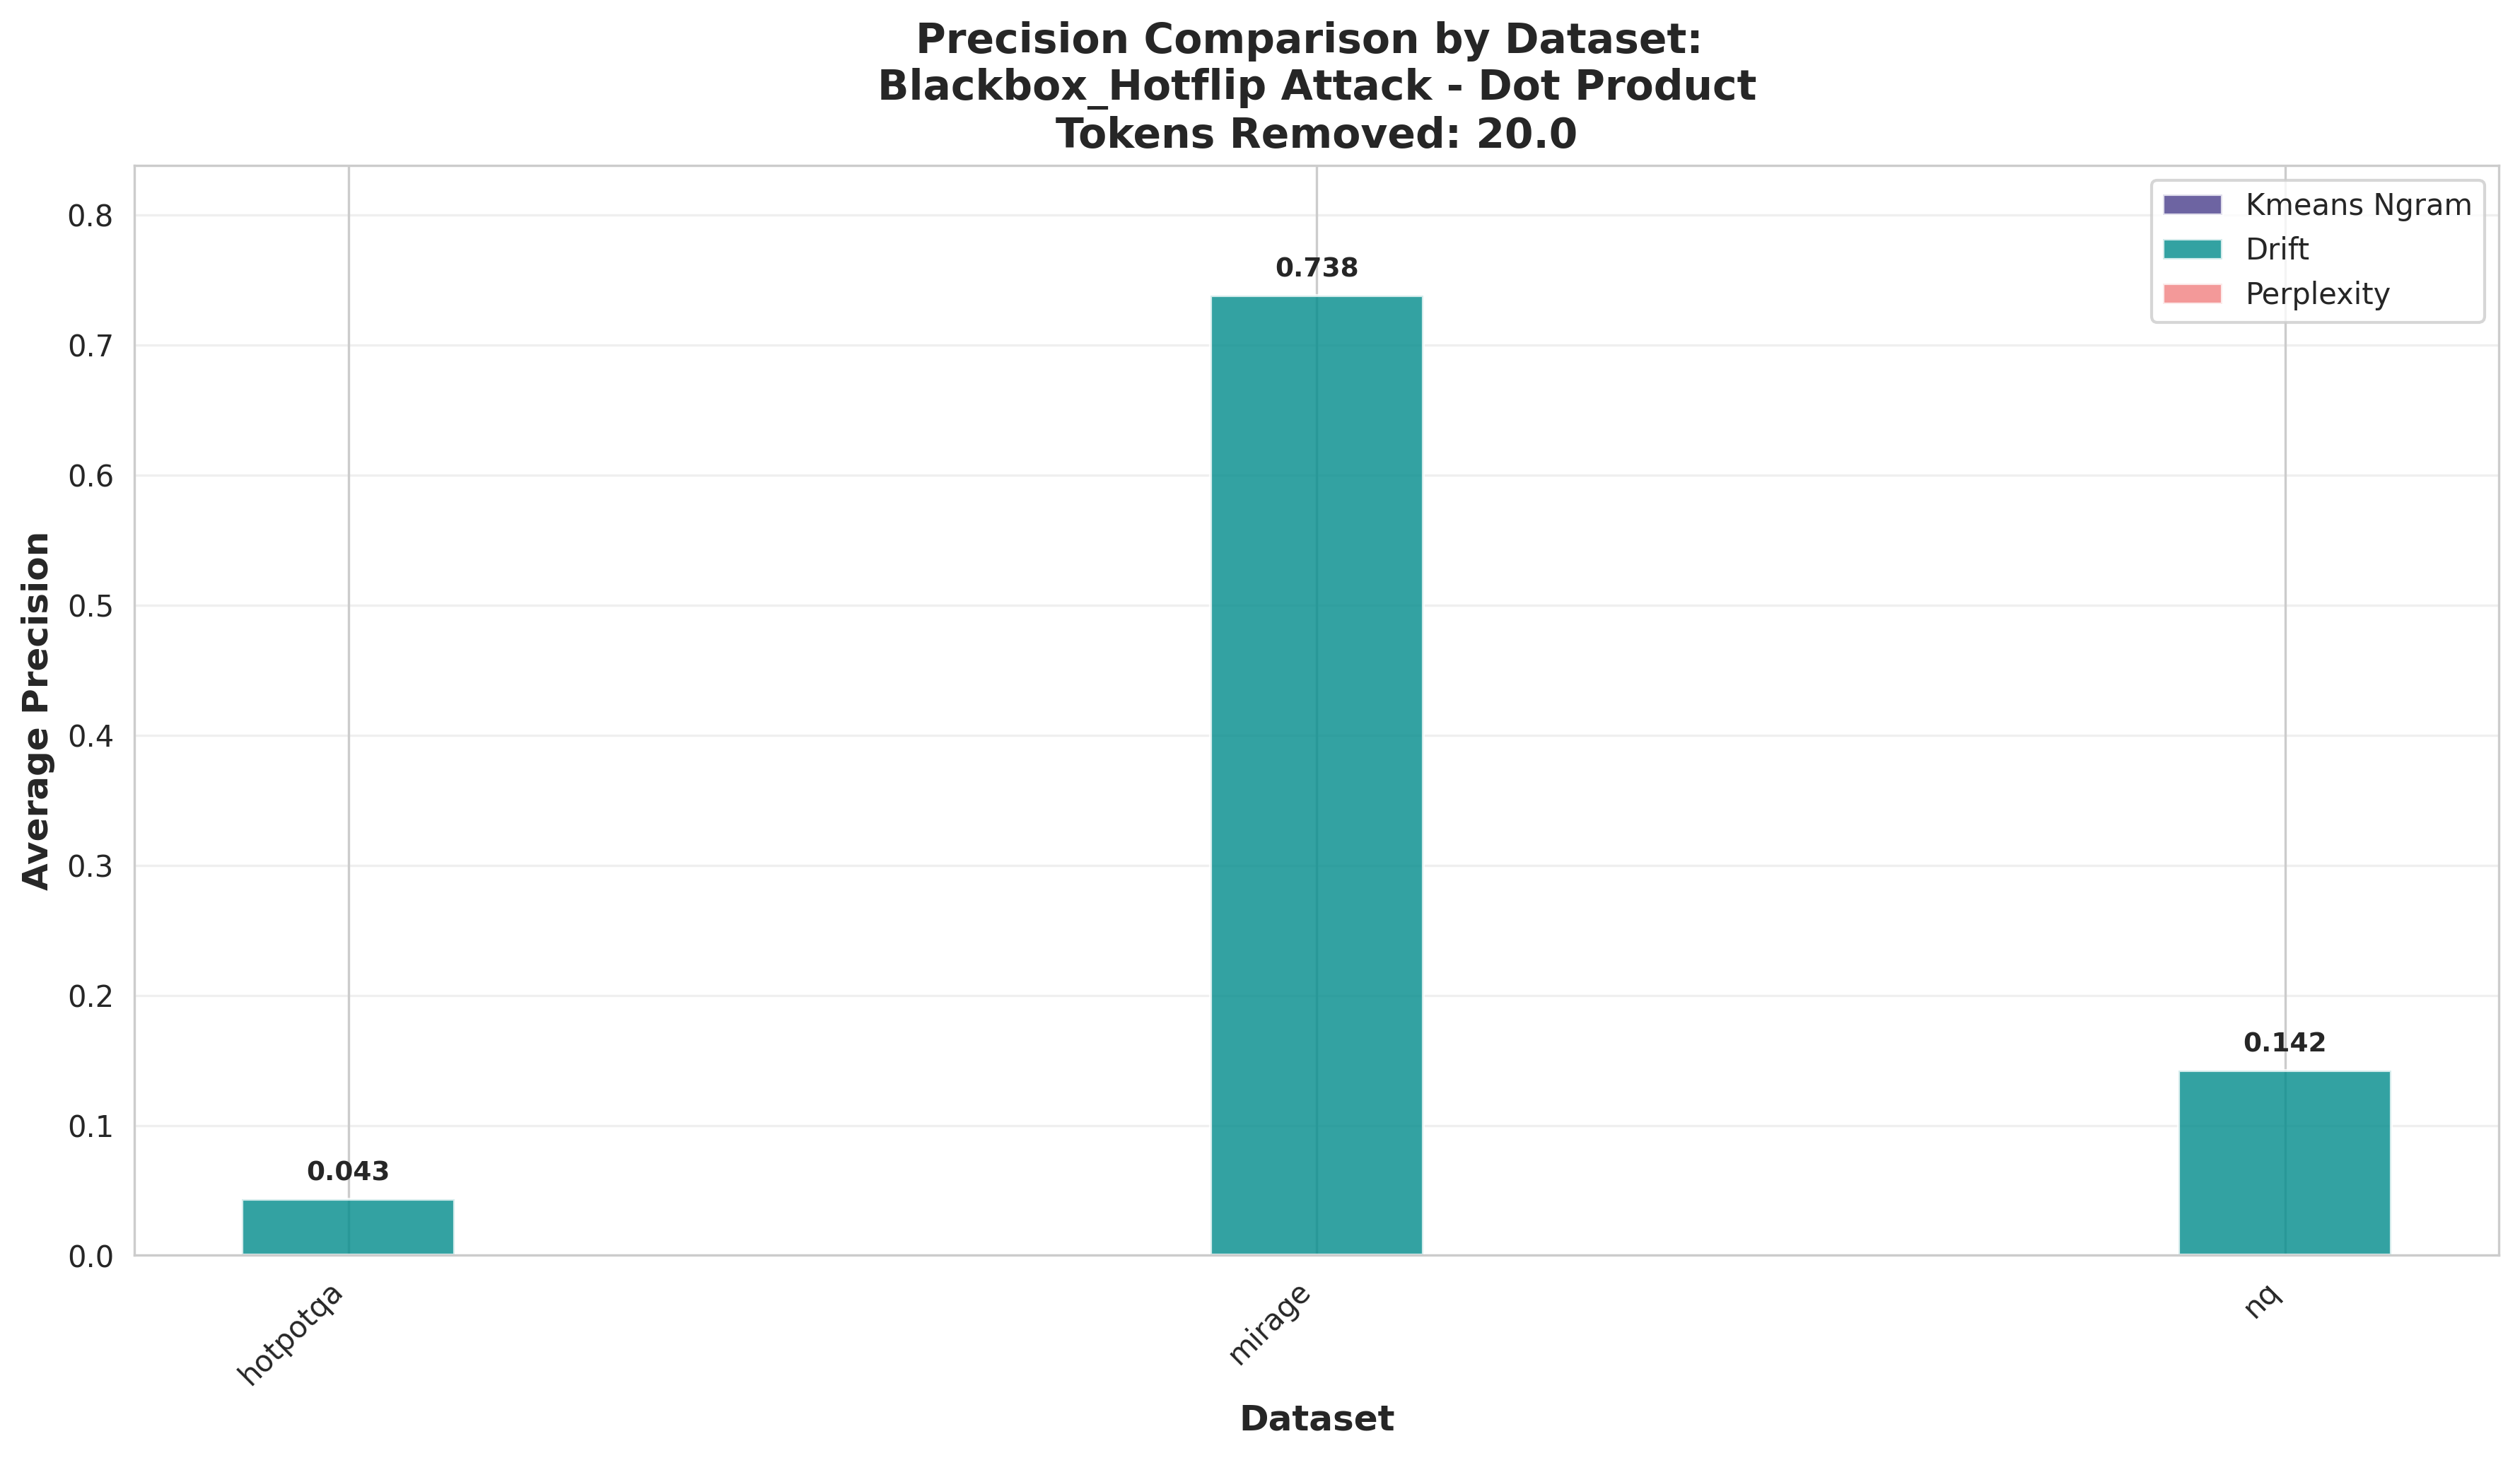 Precision Comparison by Dataset:
Blackbox_Hotflip Attack - Dot Product
Tokens Removed: 20.0
Kmeans Ngram
Drift
Perplexity
Average Precision
0.8
0.7
0.6
0.5
0.4
0.3
0.2
0.1
0.0
0.043
0.738
0.142
hotpotqa
mirage
nq
Dataset